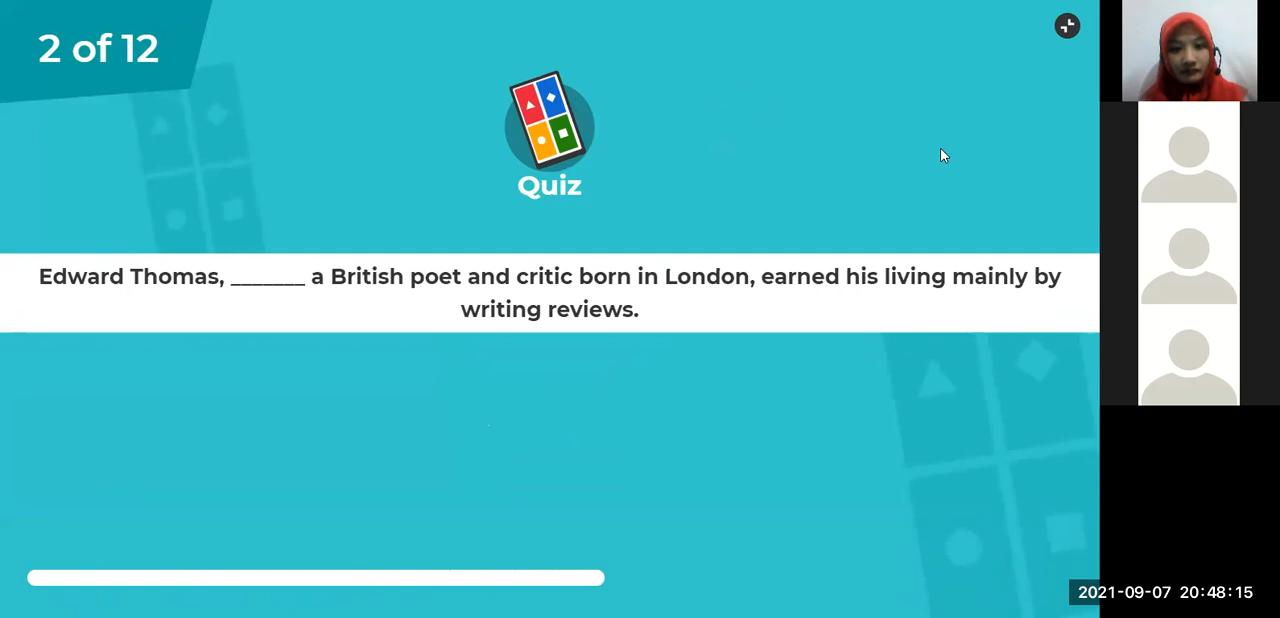 2 of 12
Quiz
Edward Thomas, _______ a British poet and critic born in London, earned his living mainly by
writing reviews.
2021-09-07 20:48:15